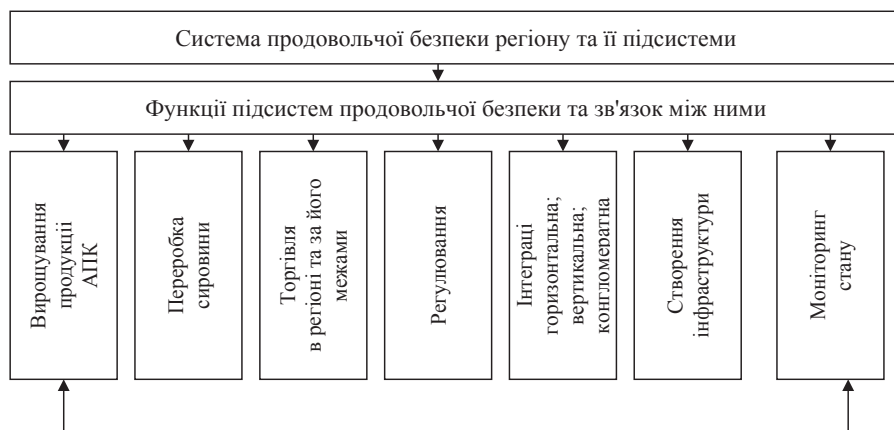 Система продовольчої безпеки регіону та її підсистеми
Функції підсистем продовольчої безпеки та зв'язок між ними
Вирощування
продукції
АПК
Переробка
сировини
Торгівля
в регіоні та за його
межами
Регулювання
Інтеграці
горизонтальна;
вертикальна;
конгломератна
Створення
інфраструктури
Моніторинг
стану